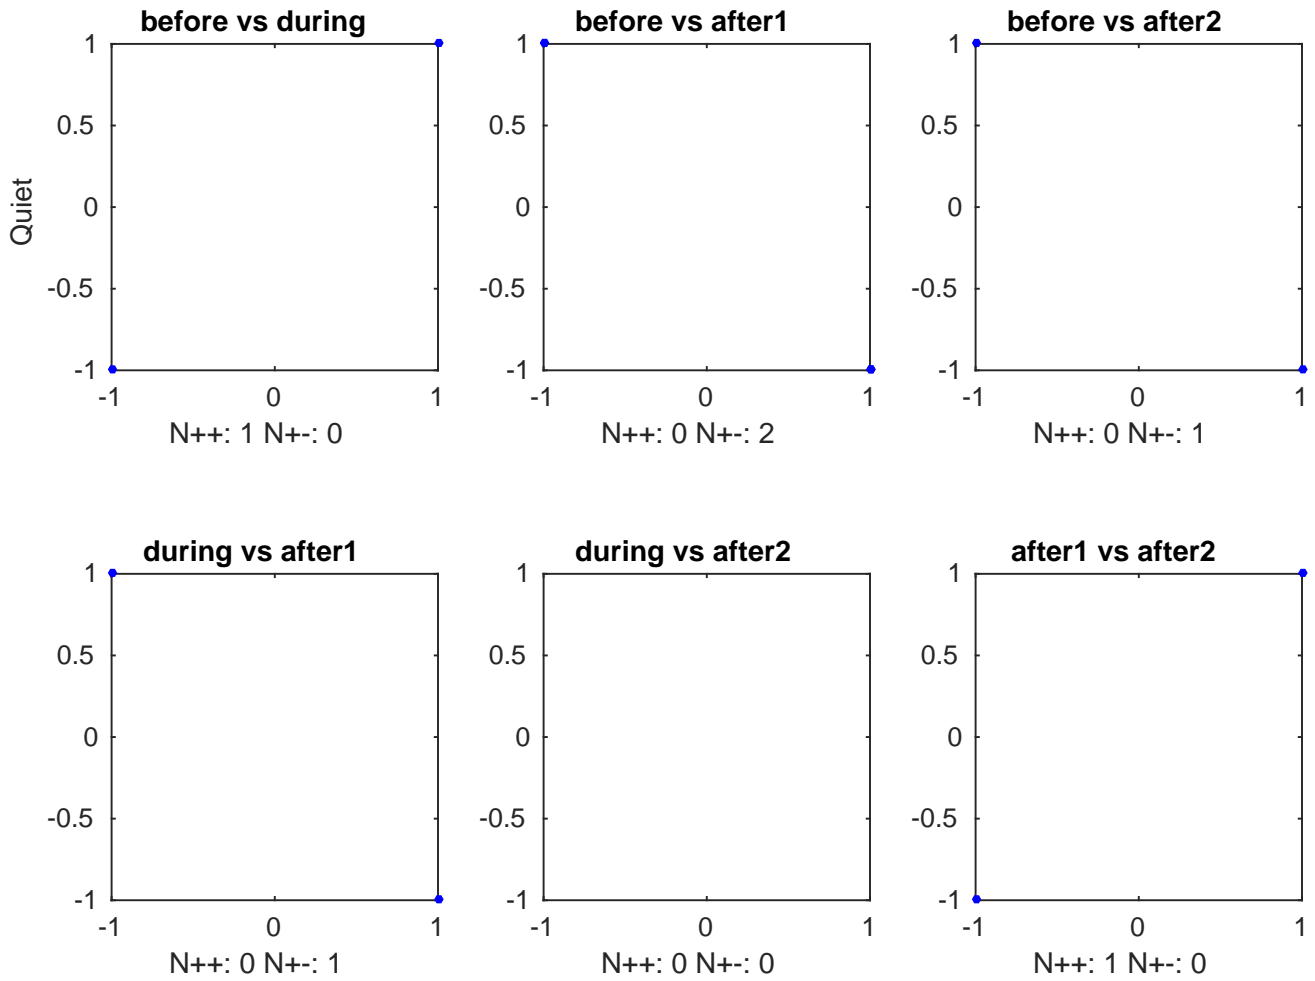 before vs during
1
0.5
0
-0.5
-1
-1 0 1
Quiet
N++: 1 N+-: 0
before vs after1
1
0.5
0
-0.5
-1
-1 0 1
N++: 0 N+-: 2
before vs after2
1
0.5
0
-0.5
-1
-1 0 1
N++: 0 N+-: 1
during vs after1
1
0.5
0
-0.5
-1
-1 0 1
N++: 0 N+-: 1
during vs after2
1
0.5
0
-0.5
-1
-1 0 1
N++: 0 N+-: 0
after1 vs after2
1
0.5
0
-0.5
-1
-1 0 1
N++: 1 N+-: 0